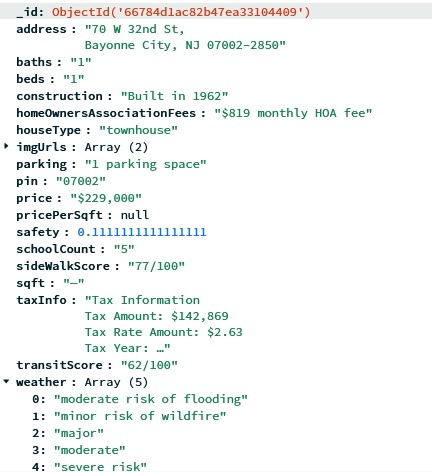 _id: ObjectId('66784d1ac82b47ea33104409')
address : "70 W 32nd St,
Bayonne City, NJ 07002-2850"
baths : "1"
beds : "1"
construction : "Built in 1962"
homeOwnersAssociationFees : "$819 monthly HOA fee"
houseType : "townhouse"
imgUrls : Array (2)
parking : "1 parking space"
pin : "07002"
price : "$229,000"
pricePerSqft : null
safety : 0.1111111111111111
schoolCount : "5"
sideWalkScore : "77/100"
sqft : "—"
taxInfo : "Tax Information
Tax Amount: $142,869
Tax Rate Amount: $2.63
Tax Year: …"
transitScore : "62/100"
weather : Array (5)
0: "moderate risk of flooding"
1: "minor risk of wildfire"
2: "major"
3: "moderate"
4: "severe risk"